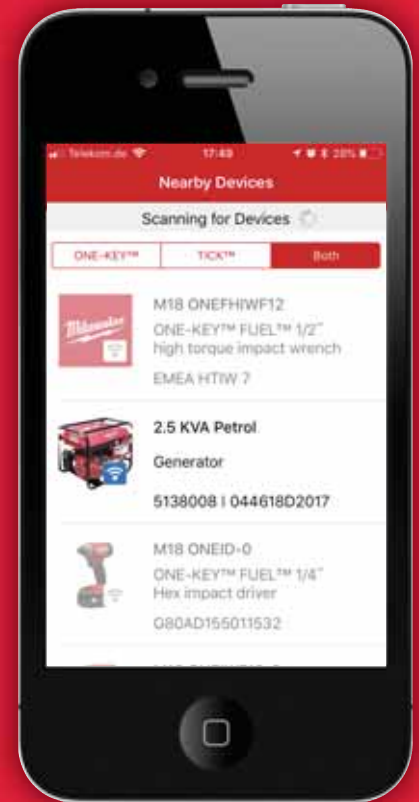 Telekom.de 17:49 28%
Nearby Devices
Scanning for Devices
ONE-KEY™ TICK™ Both
Milwaukee
M18 ONEFHIWF12
ONE-KEY™ FUEL™ 1/2″
high torque impact wrench
EMEA HTIW 7
2.5 KVA Petrol
Generator
5138008 I 044618D2017
M18 ONEID-0
ONE-KEY™ FUEL™ 1/4″
Hex impact driver
G80AD155011532